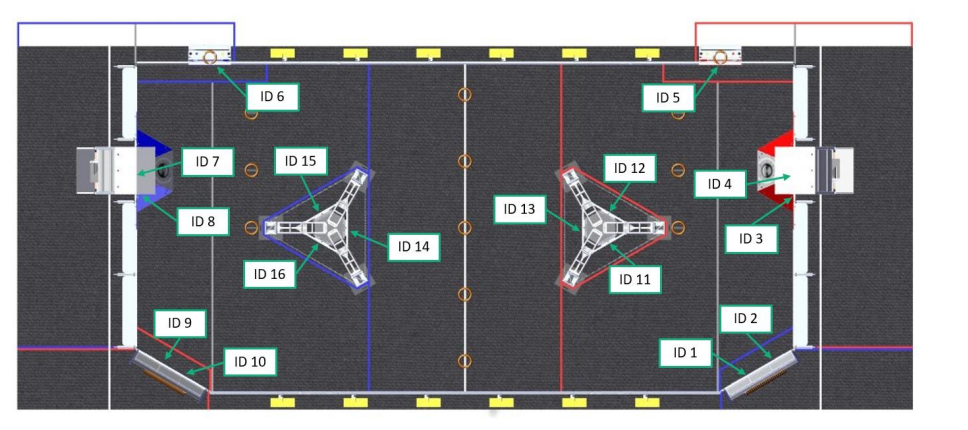 ID 6
ID 5
ID 7
ID 15
ID 12
ID 4
ID 8
ID 13
ID 3
ID 14
ID 16
ID 11
ID 9
ID 2
ID 10
ID 1